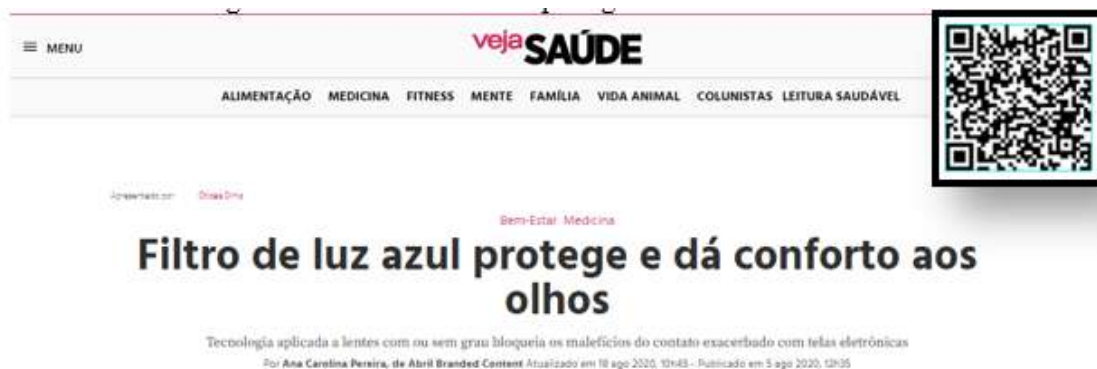 MENU
veja SAÚDE
ALIMENTAÇÃO MEDICINA FITNESS MENTE FAMÍLIA VIDA ANIMAL COLUNISTAS LEITURA SAUDÁVEL
Apresentado por
Bem-Estar Medicina
Filtro de luz azul protege e dá conforto aos
olhos
Tecnologia aplicada a lentes com ou sem grau bloqueia os malefícios do contato exacerbado com telas eletrônicas
Por Ana Carolina Pereira, de Abril Branded Content Atualizado em 18 ago 2020, 10h45 - Publicado em 5 ago 2020, 12h35